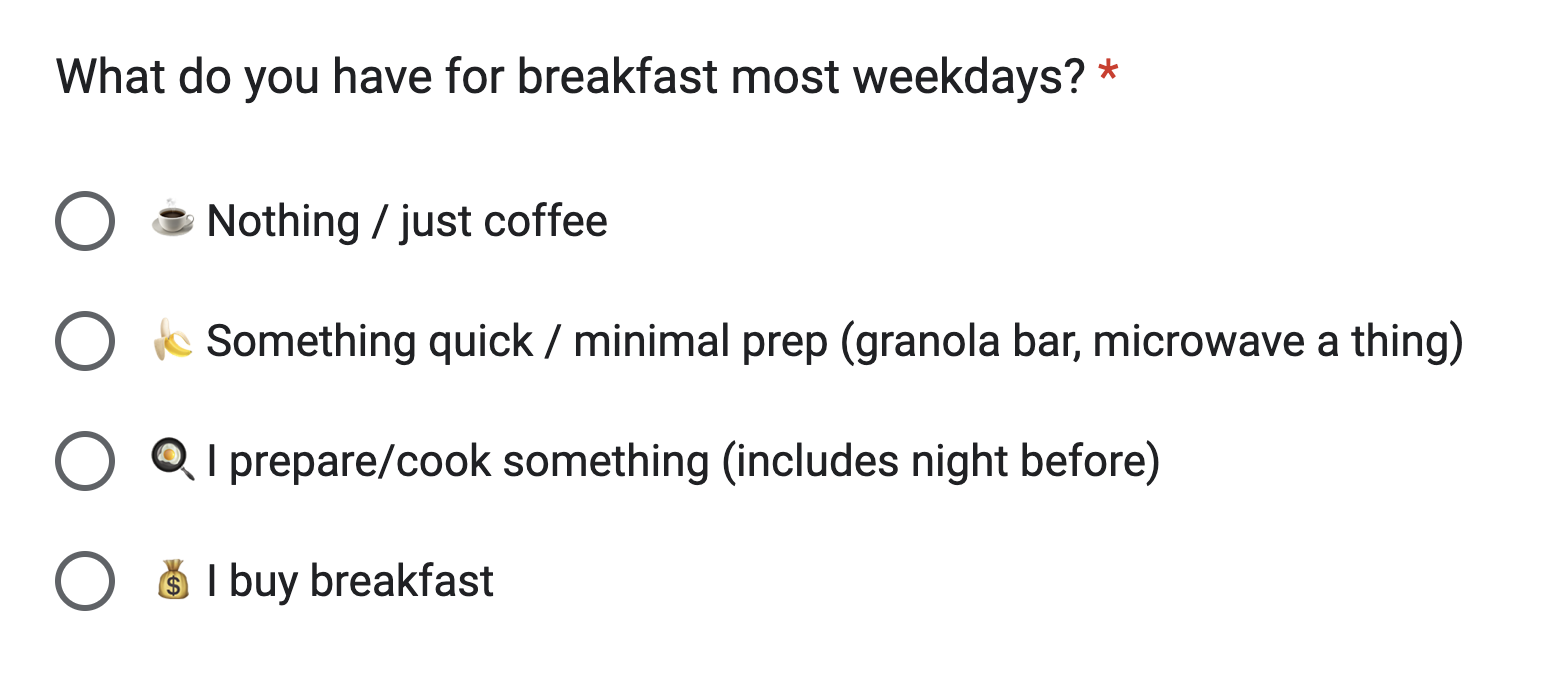 What do you have for breakfast most weekdays? *
☕ Nothing / just coffee
🍌 Something quick / minimal prep (granola bar, microwave a thing)
🍳 I prepare/cook something (includes night before)
💰 I buy breakfast